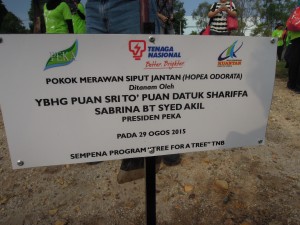 PEKA
TENAGA NASIONAL
Better. Brighter.
KUANTAN
POKOK MERAWAN SIPUT JANTAN (HOPEA ODORATA)
Ditanam Oleh
YBHG PUAN SRI TO' PUAN DATUK SHARIFFA
SABRINA BT SYED AKIL
PRESIDEN PEKA
PADA 29 OGOS 2015
SEMPENA PROGRAM "TREE FOR A TREE" TNB